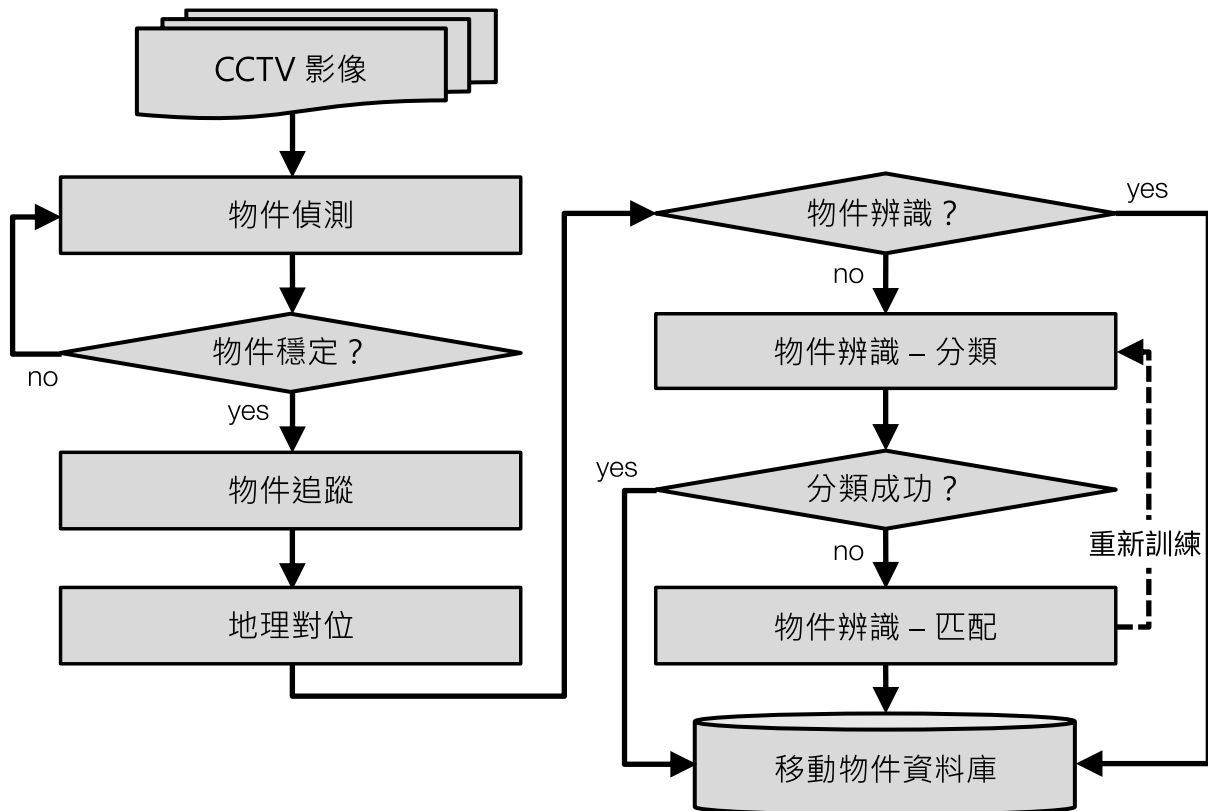 CCTV 影像
物件偵測
物件穩定？
no
yes
物件追蹤
地理對位
物件辨識？
yes
no
物件辨識 – 分類
分類成功？
yes
no
重新訓練
物件辨識 – 匹配
移動物件資料庫